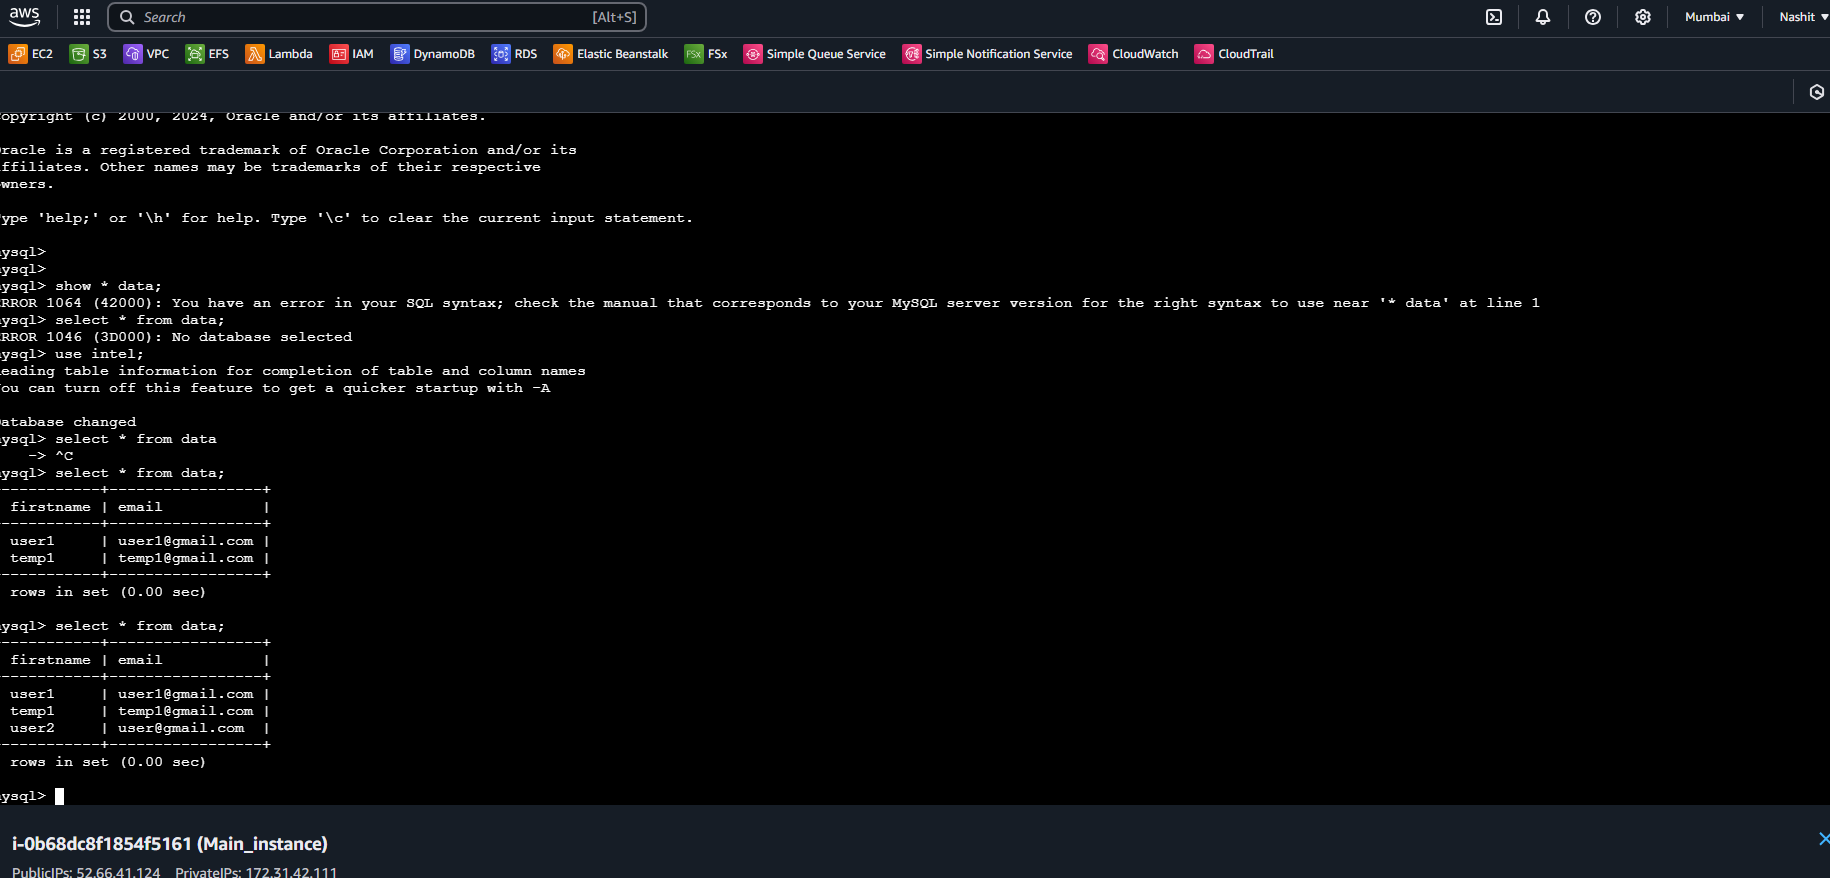 aws
Search [Alt+S] Mumbai Nashit
EC2 S3 VPC EFS Lambda IAM DynamoDB RDS Elastic Beanstalk FSx FSx Simple Queue Service Simple Notification Service CloudWatch CloudTrail
opyright (c) 2000, 2024, Oracle and/or its affiliates.
racle is a registered trademark of Oracle Corporation and/or its
ffiliates. Other names may be trademarks of their respective
wners.
ype 'help;' or '\h' for help. Type '\c' to clear the current input statement.
ysql>
ysql>
ysql> show * data;
RROR 1064 (42000): You have an error in your SQL syntax; check the manual that corresponds to your MySQL server version for the right syntax to use near '* data' at line 1
ysql> select * from data;
RROR 1046 (3D000): No database selected
ysql> use intel;
eading table information for completion of table and column names
ou can turn off this feature to get a quicker startup with -A
atabase changed
ysql> select * from data
    -> ^C
ysql> select * from data;
-----------+-----------------+
 firstname | email           |
-----------+-----------------+
 user1     | user1@gmail.com |
 temp1     | temp1@gmail.com |
-----------+-----------------+
 rows in set (0.00 sec)
ysql> select * from data;
-----------+-----------------+
 firstname | email           |
-----------+-----------------+
 user1     | user1@gmail.com |
 temp1     | temp1@gmail.com |
 user2     | user@gmail.com  |
-----------+-----------------+
 rows in set (0.00 sec)
ysql>
i-0b68dc8f1854f5161 (Main_instance)
PublicIPs: 52.66.41.124 PrivateIPs: 172.31.42.111